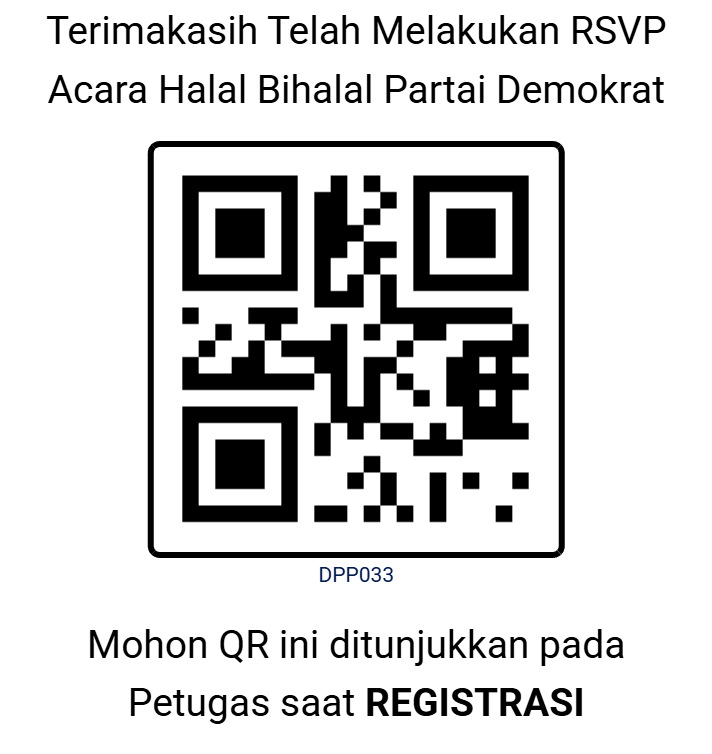 Terimakasih Telah Melakukan RSVP
Acara Halal Bihalal Partai Demokrat
DPP033
Mohon QR ini ditunjukkan pada
Petugas saat REGISTRASI